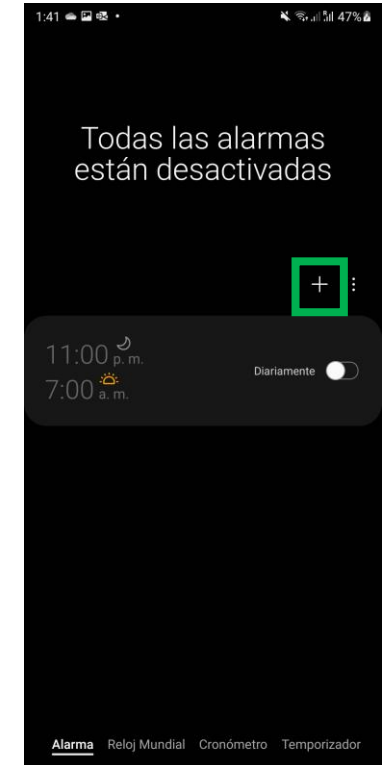 1:41 47%
Todas las alarmas
están desactivadas
11:00 p. m.
7:00 a. m.
Diariamente
Alarma Reloj Mundial Cronómetro Temporizador